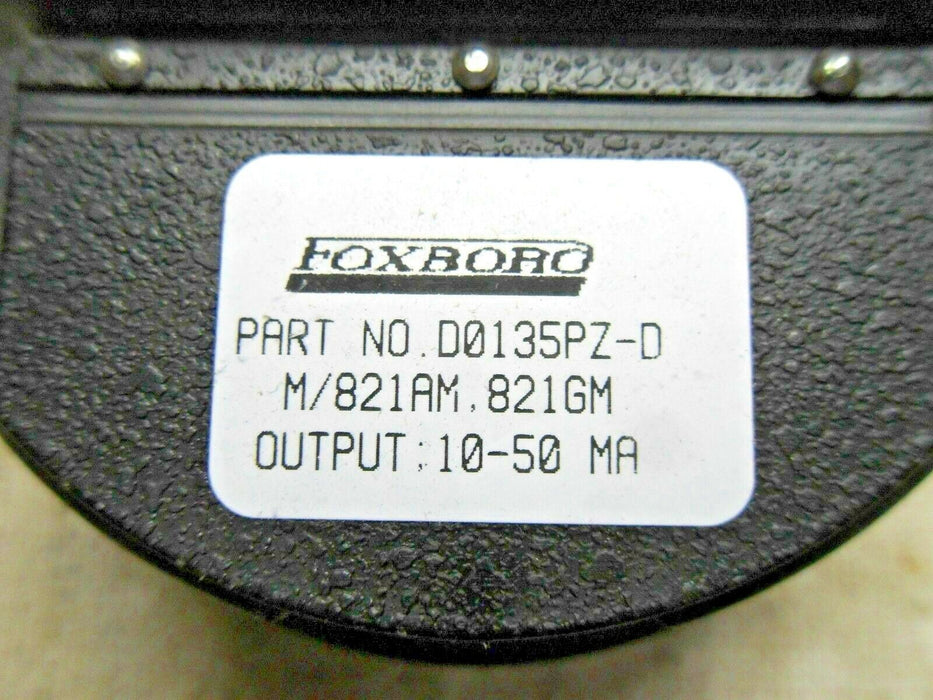 FOXBORO
PART NO.D0135PZ-D
M/821AM,821GM
OUTPUT:10-50 MA